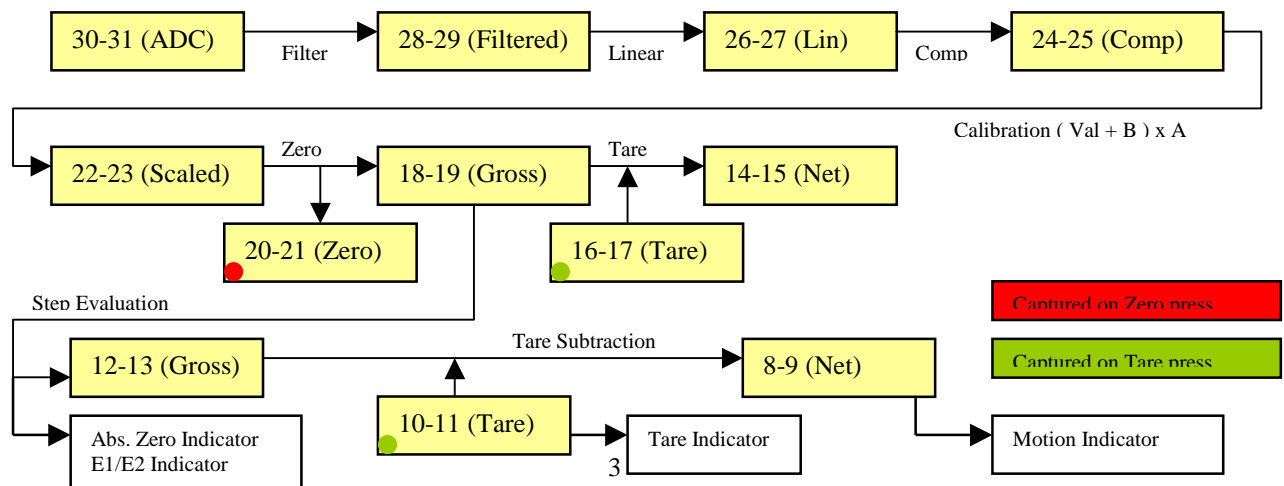 30-31 (ADC)
Filter
28-29 (Filtered)
Linear
26-27 (Lin)
Comp
24-25 (Comp)
Calibration ( Val + B ) x A
22-23 (Scaled)
Zero
18-19 (Gross)
Tare
14-15 (Net)
20-21 (Zero)
16-17 (Tare)
Step Evaluation
Captured on Zero press
12-13 (Gross)
Tare Subtraction
8-9 (Net)
Captured on Tare press
10-11 (Tare)
Abs. Zero Indicator
E1/E2 Indicator
Tare Indicator
Motion Indicator
3